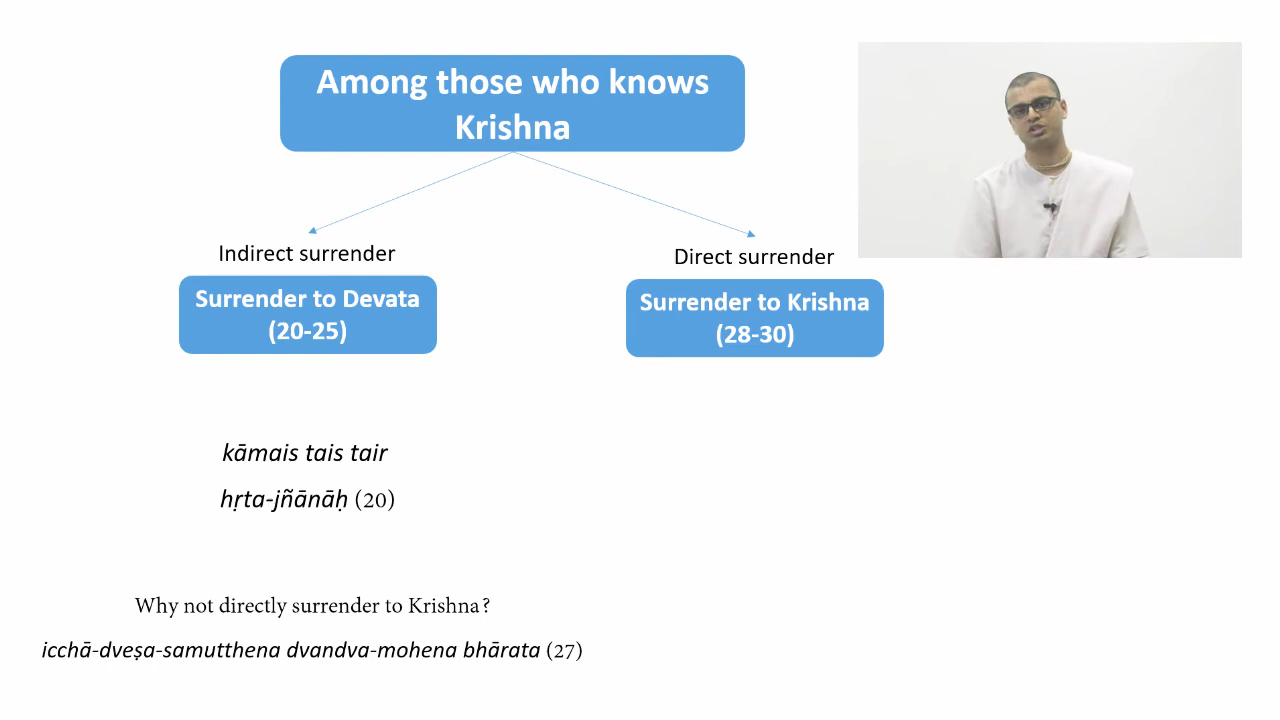 Among those who knows
Krishna
Indirect surrender
Direct surrender
Surrender to Devata
(20-25)
Surrender to Krishna
(28-30)
kāmais tais tair
hṛta-jñānāḥ (20)
Why not directly surrender to Krishna?
icchā-dveṣa-samutthena dvandva-mohena bhārata (27)